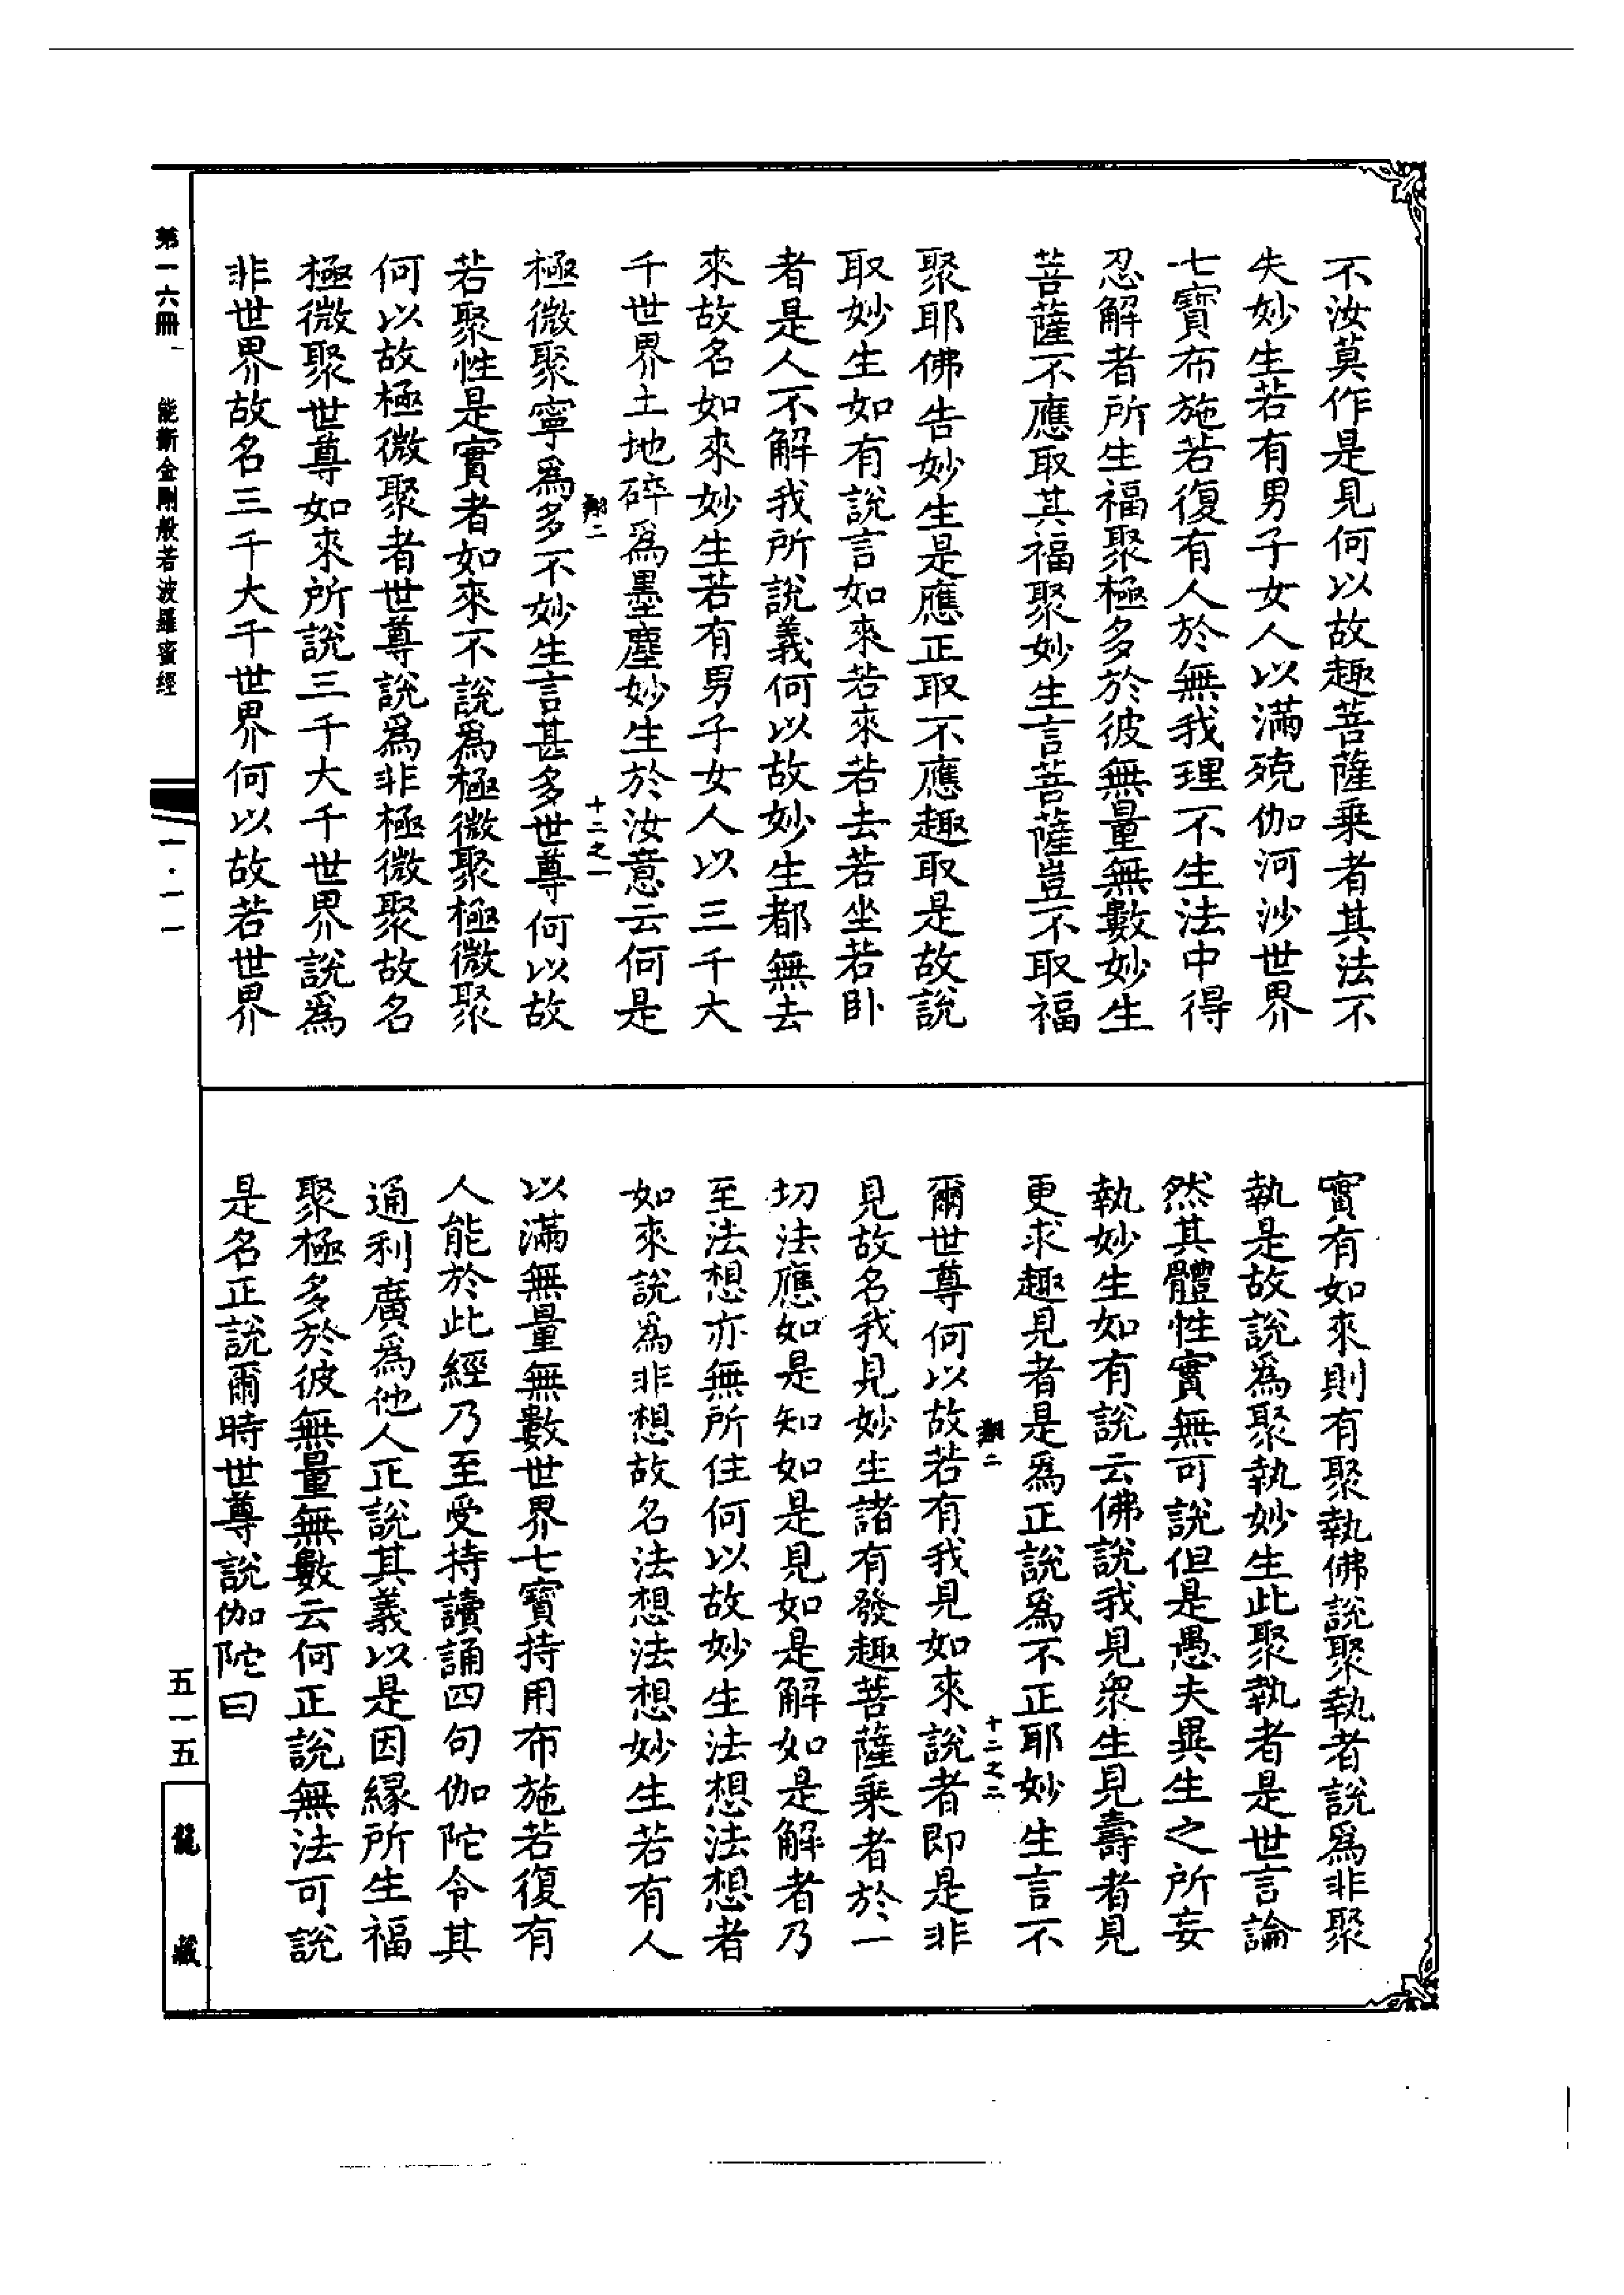 不汝莫作是見何以故趣菩薩乗者其法不
失妙生若有男子女人以滿殑伽河沙世界
七寶布施若復有人於無我理不生法中得
忍解者所生福聚極多於彼無量無數妙生
菩薩不應取其福聚妙生言菩薩豈不取福
聚耶佛告妙生是應正取不應趣取是故說
取妙生如有說言如來若來若去若坐若卧
者是人不解我所說義何以故妙生都無去
來故名如來妙生若有男子女人以三千大
千世界土地碎爲墨塵妙生於汝意云何是
翔二
十二之一
極微聚寧爲多不妙生言甚多世尊何以故
若聚性是實者如來不說爲極微聚極微聚
何以故極微聚者世尊說爲非極微聚故名
極微聚世尊如來所說三千大千世界說爲
非世界故名三千大千世界何以故若世界
實有如來則有聚執佛說聚執者說爲非聚
執是故說爲聚執妙生此聚執者是世言論
然其體性實無可說但是愚夫異生之所妄
執妙生如有說云佛說我見衆生見壽者見
更求趣見者是爲正說爲不正耶妙生言不
翔二
十二之二
爾世尊何以故若有我見如來說者即是非
見故名我見妙生諸有發趣菩薩乗者於一
切法應如是知如是見如是解如是解者乃
至法想亦無所住何以故妙生法想法想者
如來說爲非想故名法想法想妙生若有人
以滿無量無數世界七寶持用布施若復有
人能於此經乃至受持讀誦四句伽陀令其
通利廣爲他人正說其義以是因緣所生福
聚極多於彼無量無數云何正說無法可說
是名正說爾時世尊說伽陀曰
第一六冊
能斷金剛般若波羅蜜經
一·一一
五一五
龍藏